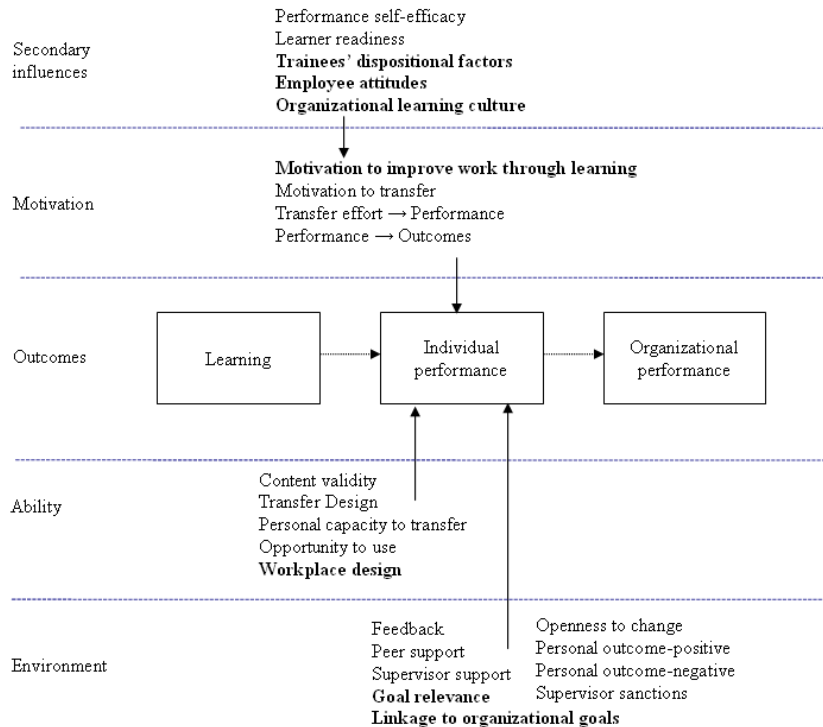 Performance self-efficacy
Learner readiness
Secondary
influences
Trainees' dispositional factors
Employee attitudes
Organizational learning culture
Motivation to improve work through learning
Motivation
Motivation to transfer
Transfer effort → Performance
Performance → Outcomes
Outcomes
Learning
Individual
performance
Organizational
performance
Ability
Content validity
Transfer Design
Personal capacity to transfer
Opportunity to use
Workplace design
Environment
Feedback
Peer support
Supervisor support
Goal relevance
Linkage to organizational goals
Openness to change
Personal outcome-positive
Personal outcome-negative
Supervisor sanctions